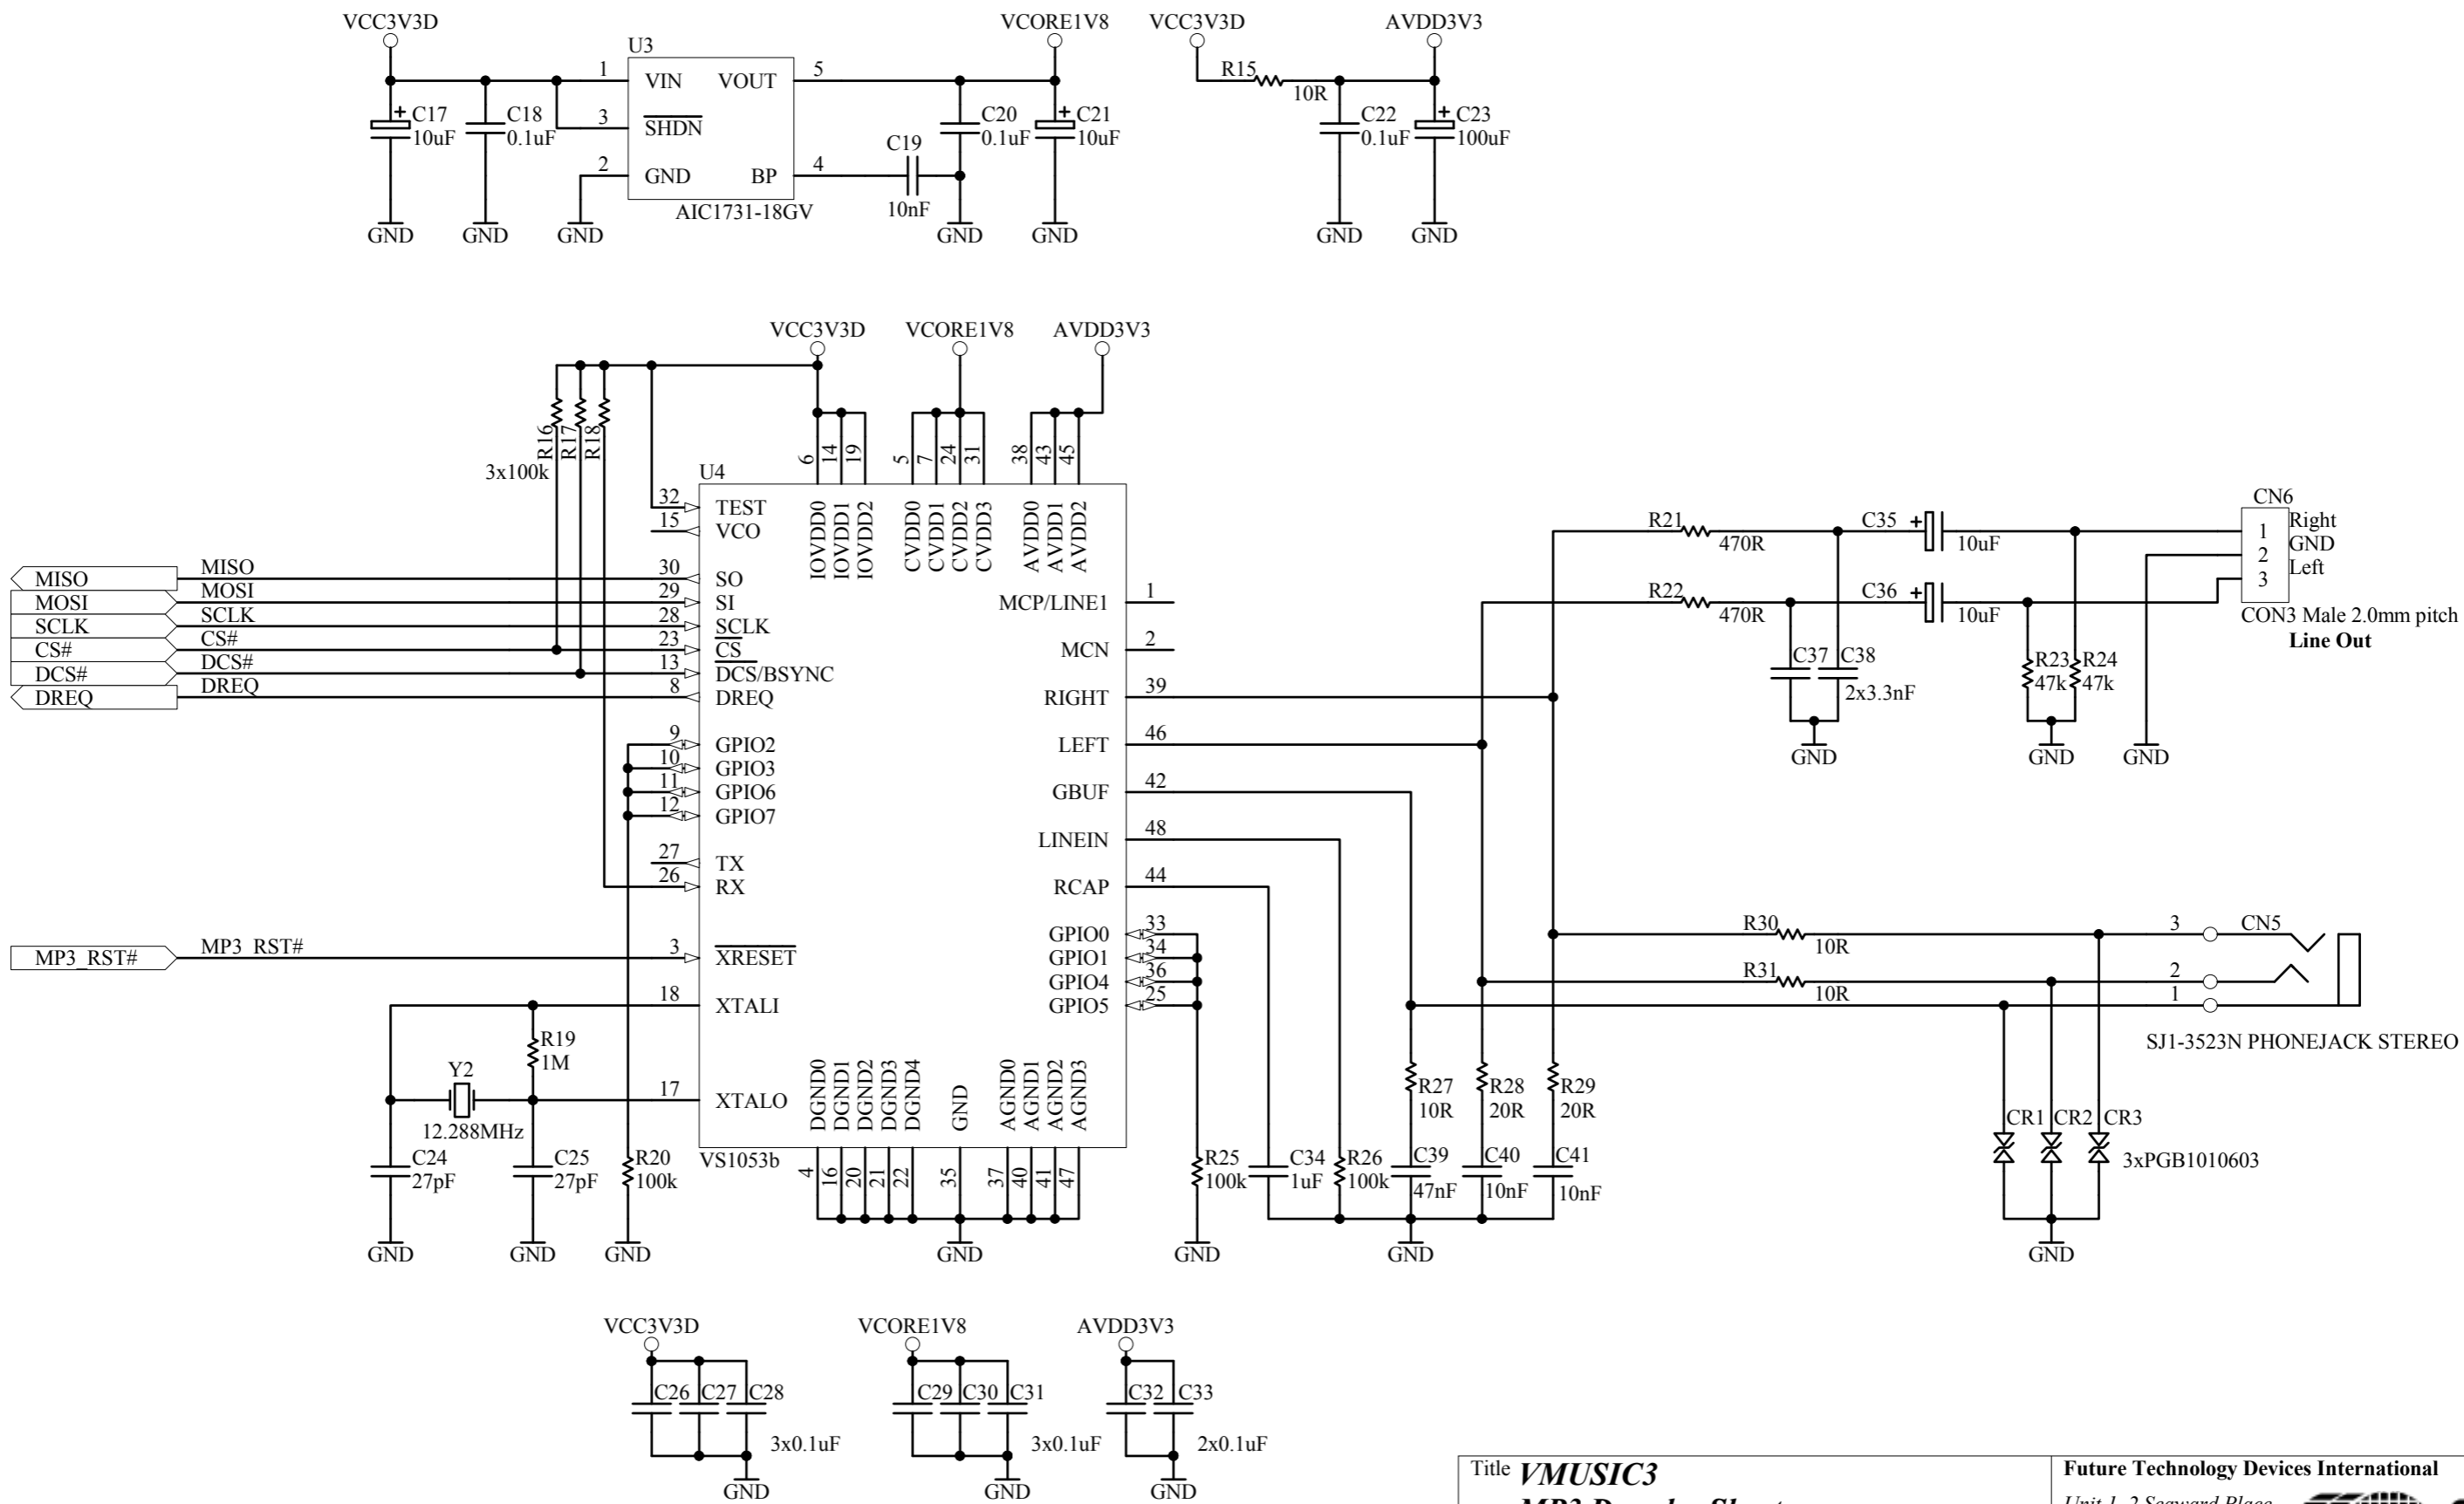 VCC3V3D
VCORE1V8
VCC3V3D
AVDD3V3
U3
1 VIN VOUT 5
3 SHDN
2 GND BP 4
AIC1731-18GV
C17 10uF
C18 0.1uF
C19 10nF
C20 0.1uF
C21 10uF
R15 10R
C22 0.1uF
C23 100uF
GND GND GND GND GND GND GND
VCC3V3D VCORE1V8 AVDD3V3
R16 R17 R18
3x100k
U4
6 14 19 5 7 24 31 38 43 45
IOVDD0 IOVDD1 IOVDD2 CVDD0 CVDD1 CVDD2 CVDD3 AVDD0 AVDD1 AVDD2
32 TEST
15 VCO
MISO MISO 30 SO
MOSI MOSI 29 SI
SCLK SCLK 28 SCLK
CS# CS# 23 CS
DCS# DCS# 13 DCS/BSYNC
DREQ DREQ 8 DREQ
9 GPIO2
10 GPIO3
11 GPIO6
12 GPIO7
27 TX
26 RX
MP3_RST# MP3_RST# 3 XRESET
18 XTALI
17 XTALO
MCP/LINE1 1
MCN 2
RIGHT 39
LEFT 46
GBUF 42
LINEIN 48
RCAP 44
GPIO0 33
GPIO1 34
GPIO4 36
GPIO5 25
DGND0 DGND1 DGND2 DGND3 DGND4 GND AGND0 AGND1 AGND2 AGND3
4 16 20 21 22 35 37 40 41 47
VS1053b
R19 1M
Y2
12.288MHz
C24 27pF
C25 27pF
R20 100k
GND GND GND GND GND GND GND
R21 470R
C35 + 10uF
R22 470R
C36 + 10uF
C37 C38
2x3.3nF
R23 47k
R24 47k
GND GND GND
CN6
1 Right
2 GND
3 Left
CON3 Male 2.0mm pitch
Line Out
R30 10R
R31 10R
3 CN5
2
1
SJ1-3523N PHONEJACK STEREO
R25 100k
C34 1uF
R26 100k
R27 10R
R28 20R
R29 20R
C39 47nF
C40 10nF
C41 10nF
CR1 CR2 CR3
3xPGB1010603
VCC3V3D
C26 C27 C28
3x0.1uF
GND
VCORE1V8
C29 C30 C31
3x0.1uF
GND
AVDD3V3
C32 C33
2x0.1uF
GND
Title VMUSIC3
Future Technology Devices International